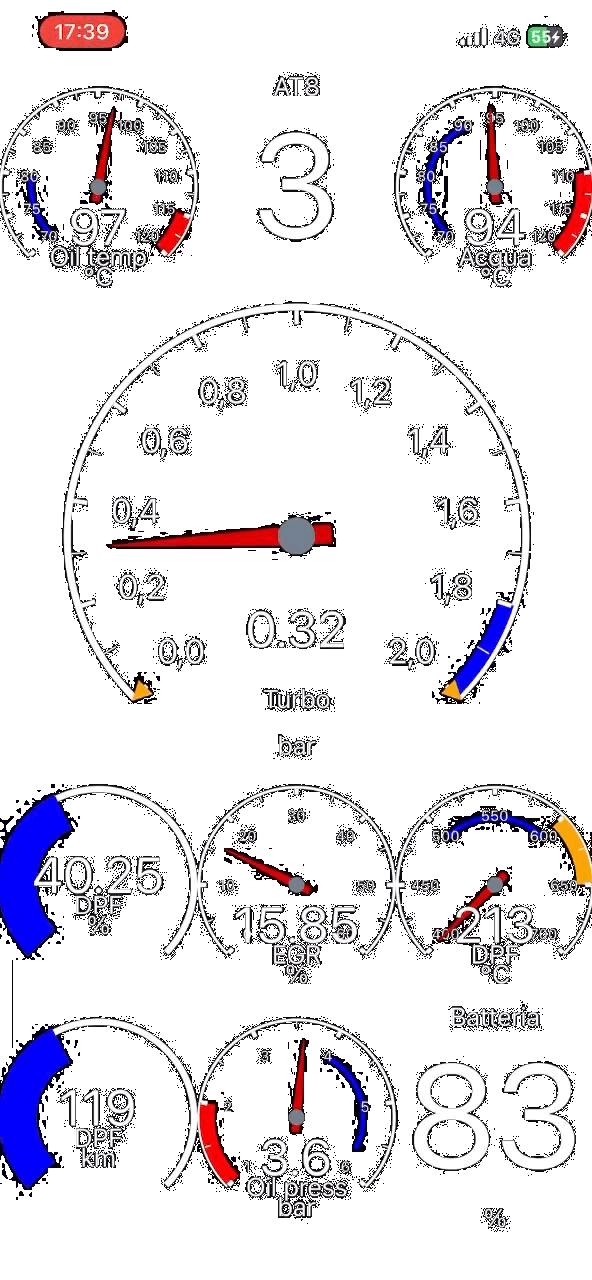 17:39 4G 55
AT8
3
90 95 100
85 105
80 110
75 115
70 120
97
Oil temp
°C
90 95 100
85 105
80 110
75 115
70 120
94
Acqua
°C
0,8 1,0 1,2
0,6 1,4
0,4 1,6
0,2 1,8
0,0 2,0
0.32
Turbo
bar
40.25
DPF
%
20 30 40
10 50
15.85
EGR
%
500 550 600
450 650
400 700
213
DPF
°C
119
DPF
km
3 4
2 5
1 6
3.6
Oil press
bar
Batteria
83
%